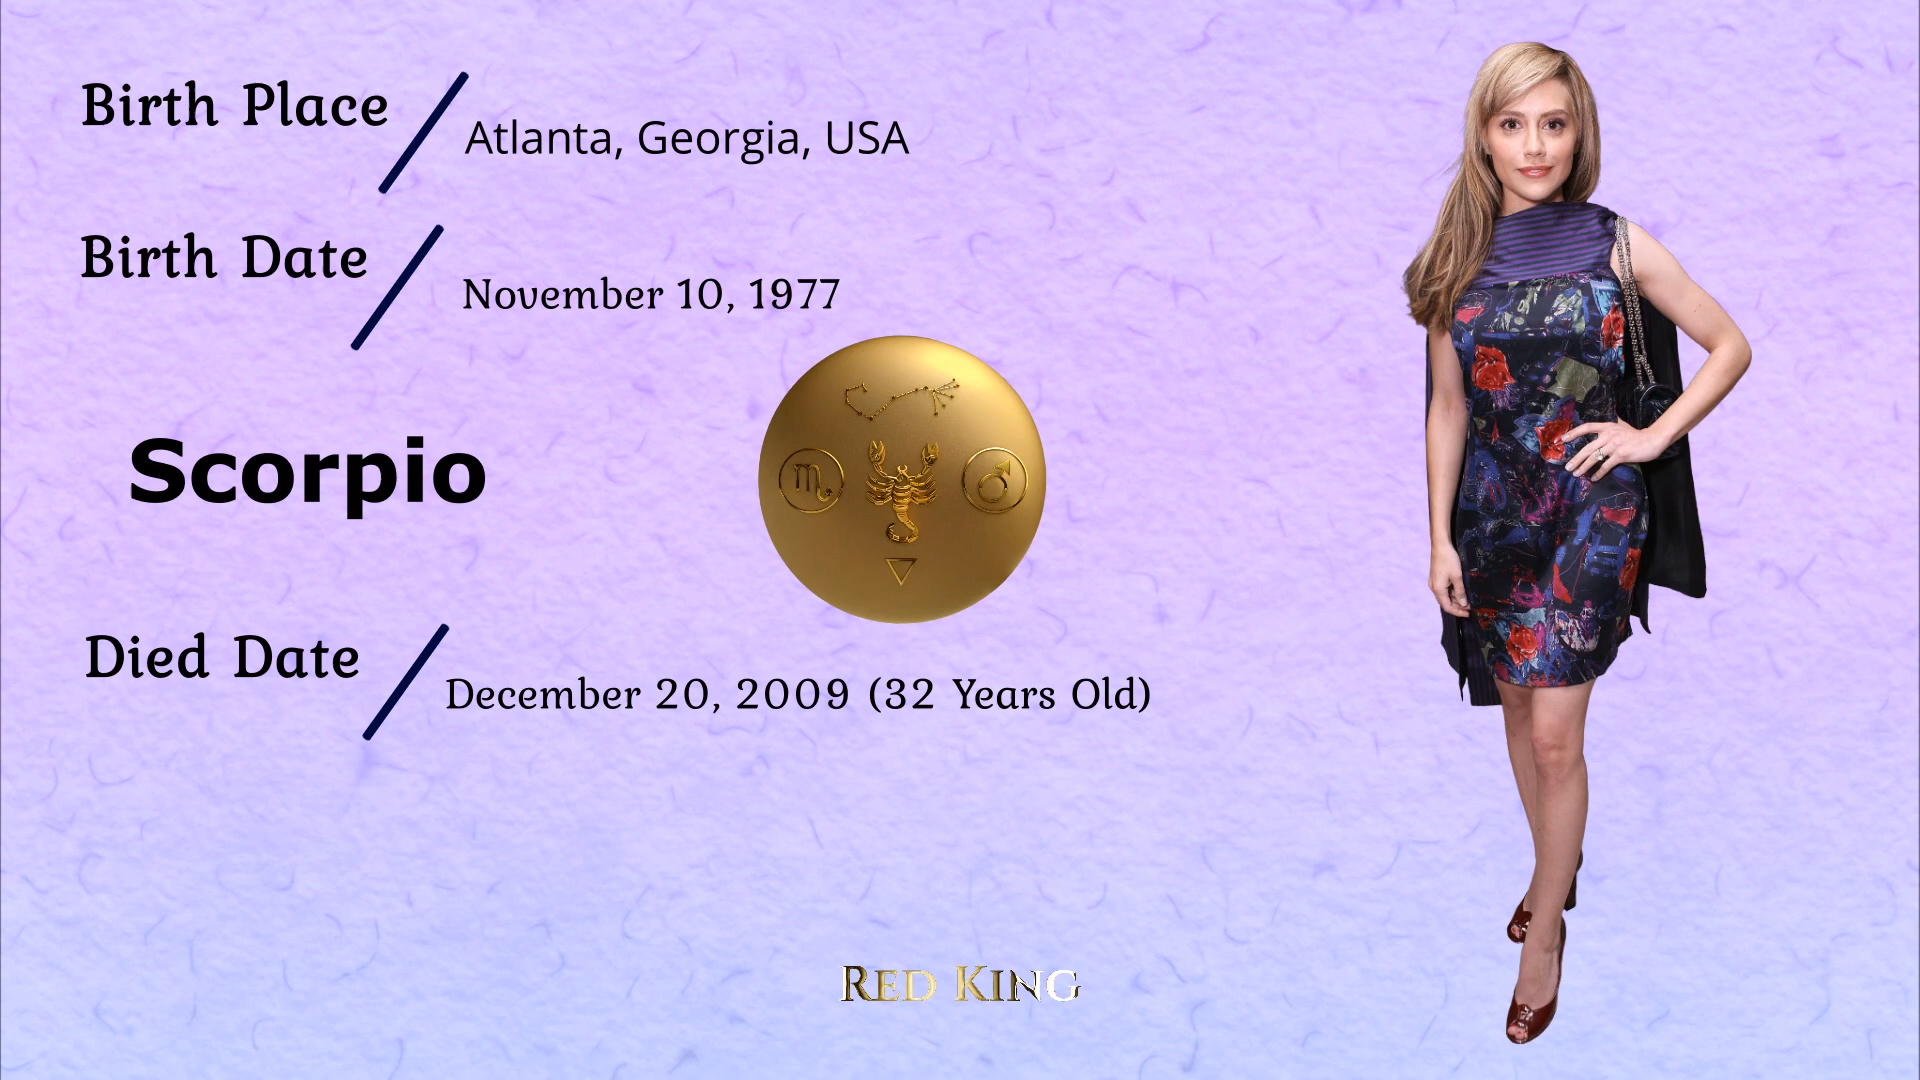 Birth Place
Atlanta, Georgia, USA
Birth Date
November 10, 1977
Scorpio
Died Date
December 20, 2009 (32 Years Old)
RED KING